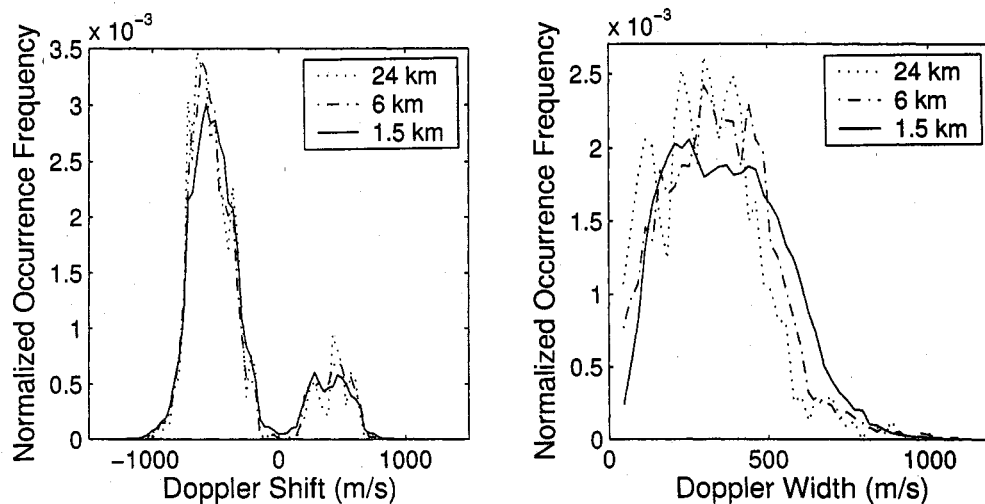 x 10⁻³
3.5
3
2.5
2
1.5
1
0.5
0
Normalized Occurrence Frequency
24 km
6 km
1.5 km
−1000
0
1000
Doppler Shift (m/s)
x 10⁻³
2.5
2
1.5
1
0.5
0
Normalized Occurrence Frequency
24 km
6 km
1.5 km
0
500
1000
Doppler Width (m/s)